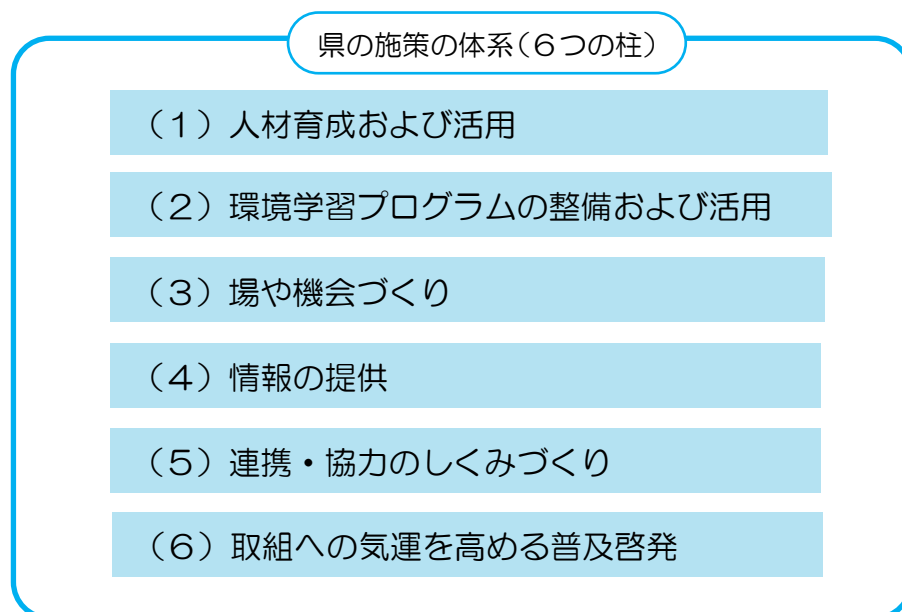 県の施策の体系(6つの柱)
(1)人材育成および活用
(2)環境学習プログラムの整備および活用
(3)場や機会づくり
(4)情報の提供
(5)連携・協力のしくみづくり
(6)取組への気運を高める普及啓発